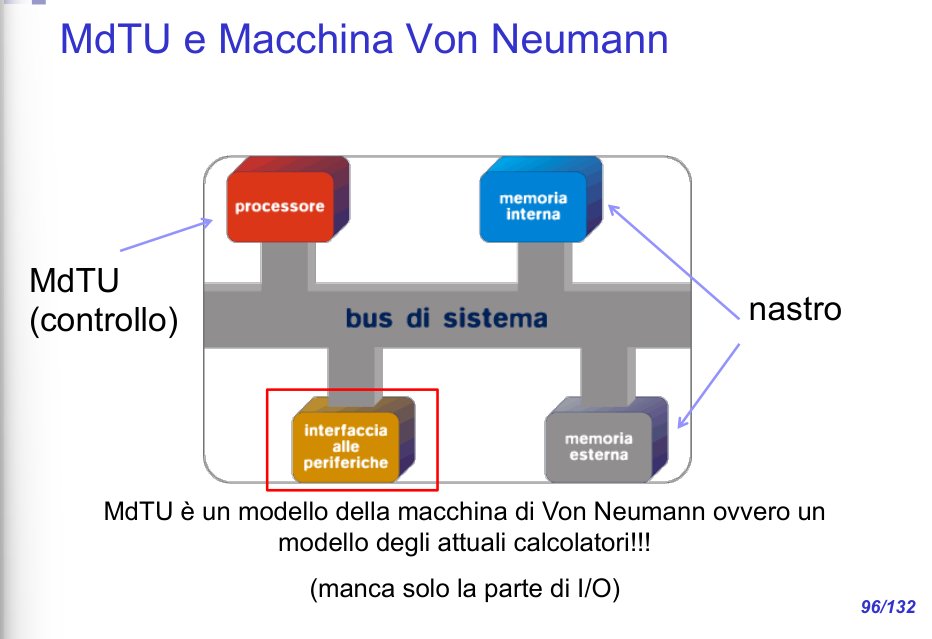 MdTU e Macchina Von Neumann
processore
memoria
interna
MdTU
(controllo)
nastro
bus di sistema
interfaccia
alle
periferiche
memoria
esterna
MdTU è un modello della macchina di Von Neumann ovvero un
modello degli attuali calcolatori!!!
(manca solo la parte di I/O)
96/132